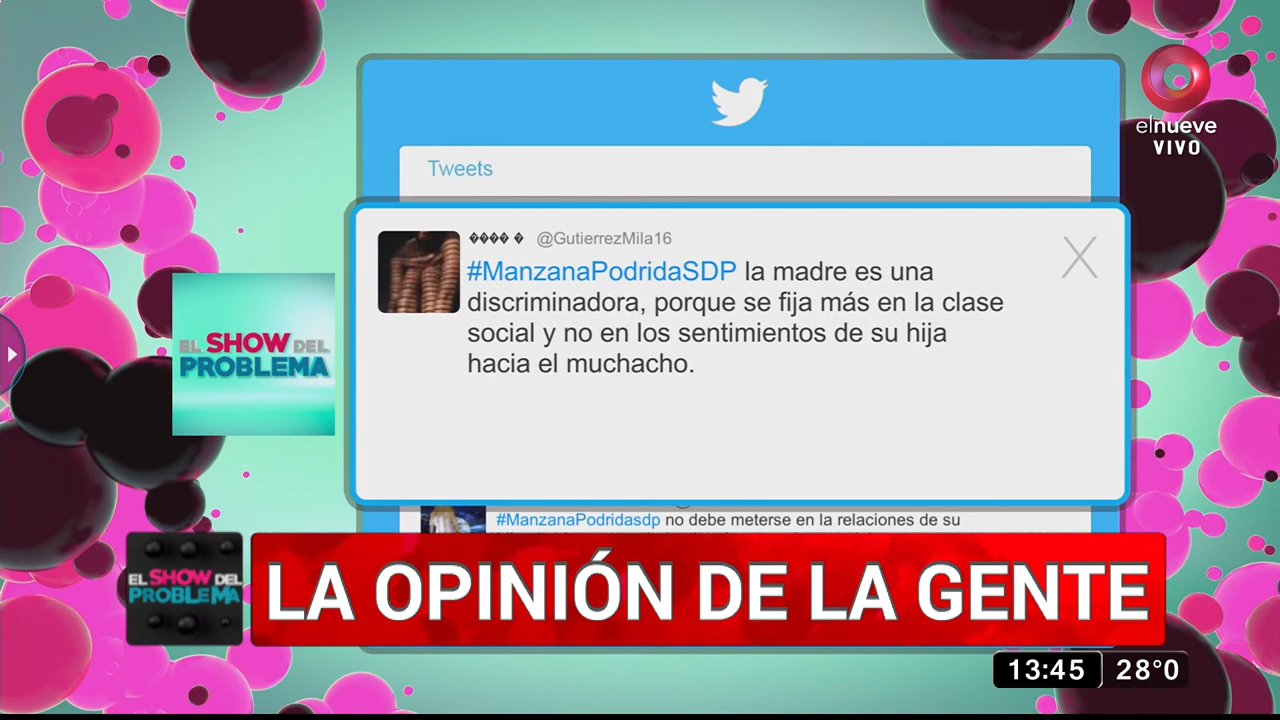 elnueve
VIVO
Tweets
���� � @GutierrezMila16
#ManzanaPodridaSDP la madre es una
discriminadora, porque se fija más en la clase
social y no en los sentimientos de su hija
hacia el muchacho.
EL SHOW DEL
PROBLEMA
#ManzanaPodridasdp no debe meterse en la relaciones de su
EL SHOW DEL
PROBLEMA
LA OPINIÓN DE LA GENTE
13:45 28°0